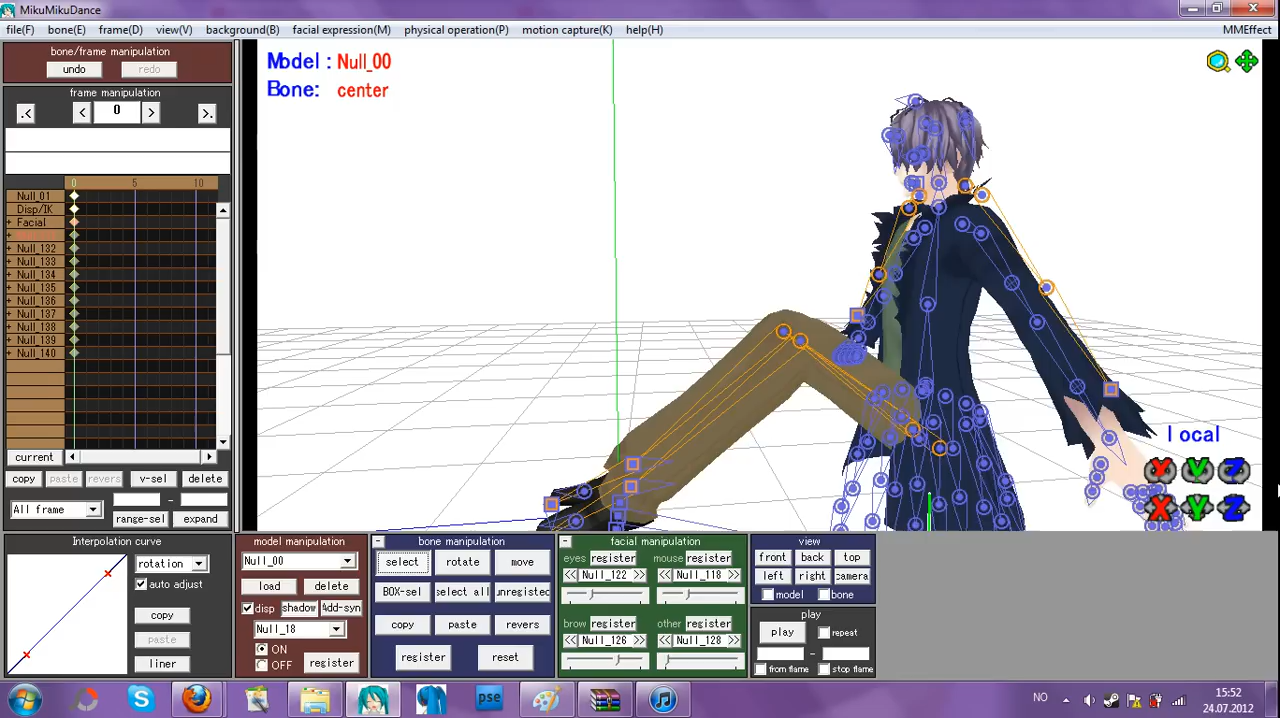 MikuMikuDance
file(F) bone(E) frame(D) view(V) background(B) facial expression(M) physical operation(P) motion capture(K) help(H) MMEffect
bone/frame manipulation
undo redo
frame manipulation
.< < 0 > >.
0 5 10
Null_01
Disp/IK
+ Facial
+ Null_132
+ Null_133
+ Null_134
+ Null_135
+ Null_136
+ Null_137
+ Null_138
+ Null_139
+ Null_140
current
copy paste revers v-sel delete
All frame -
range-sel expand
Model : Null_00
Bone: center
local
X Y Z
X Y Z
Interpolation curve
rotation
auto adjust
copy
paste
liner
model manipulation
Null_00
load delete
disp shadow Add-syn
Null_18
ON
OFF register
- bone manipulation
select rotate move
BOX-sel select all unregistered
copy paste revers
register reset
- facial manipulation
eyes register mouse register
<< Null_122 >> << Null_118 >>
brow register other register
<< Null_126 >> << Null_128 >>
view
front back top
left right camera
model bone
play
play repeat
-
from flame stop flame
pse
NO 15:52
24.07.2012